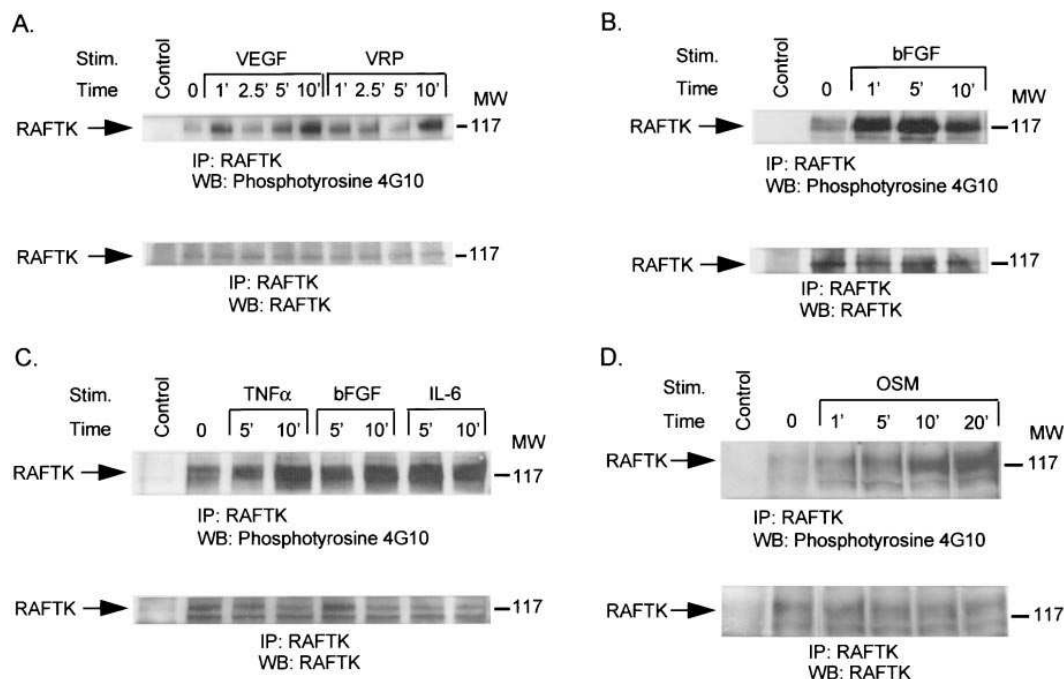 A.
Stim.
Control
VEGF
VRP
Time
0 1' 2.5' 5' 10' 1' 2.5' 5' 10'
MW
RAFTK
117
IP: RAFTK
WB: Phosphotyrosine 4G10
RAFTK
117
IP: RAFTK
WB: RAFTK
B.
Stim.
Control
bFGF
Time
0 1' 5' 10'
MW
RAFTK
117
IP: RAFTK
WB: Phosphotyrosine 4G10
RAFTK
117
IP: RAFTK
WB: RAFTK
C.
Stim.
Control
TNFα
bFGF
IL-6
Time
0 5' 10' 5' 10' 5' 10'
MW
RAFTK
117
IP: RAFTK
WB: Phosphotyrosine 4G10
RAFTK
117
IP: RAFTK
WB: RAFTK
D.
Stim.
Control
OSM
Time
0 1' 5' 10' 20'
MW
RAFTK
117
IP: RAFTK
WB: Phosphotyrosine 4G10
RAFTK
117
IP: RAFTK
WB: RAFTK